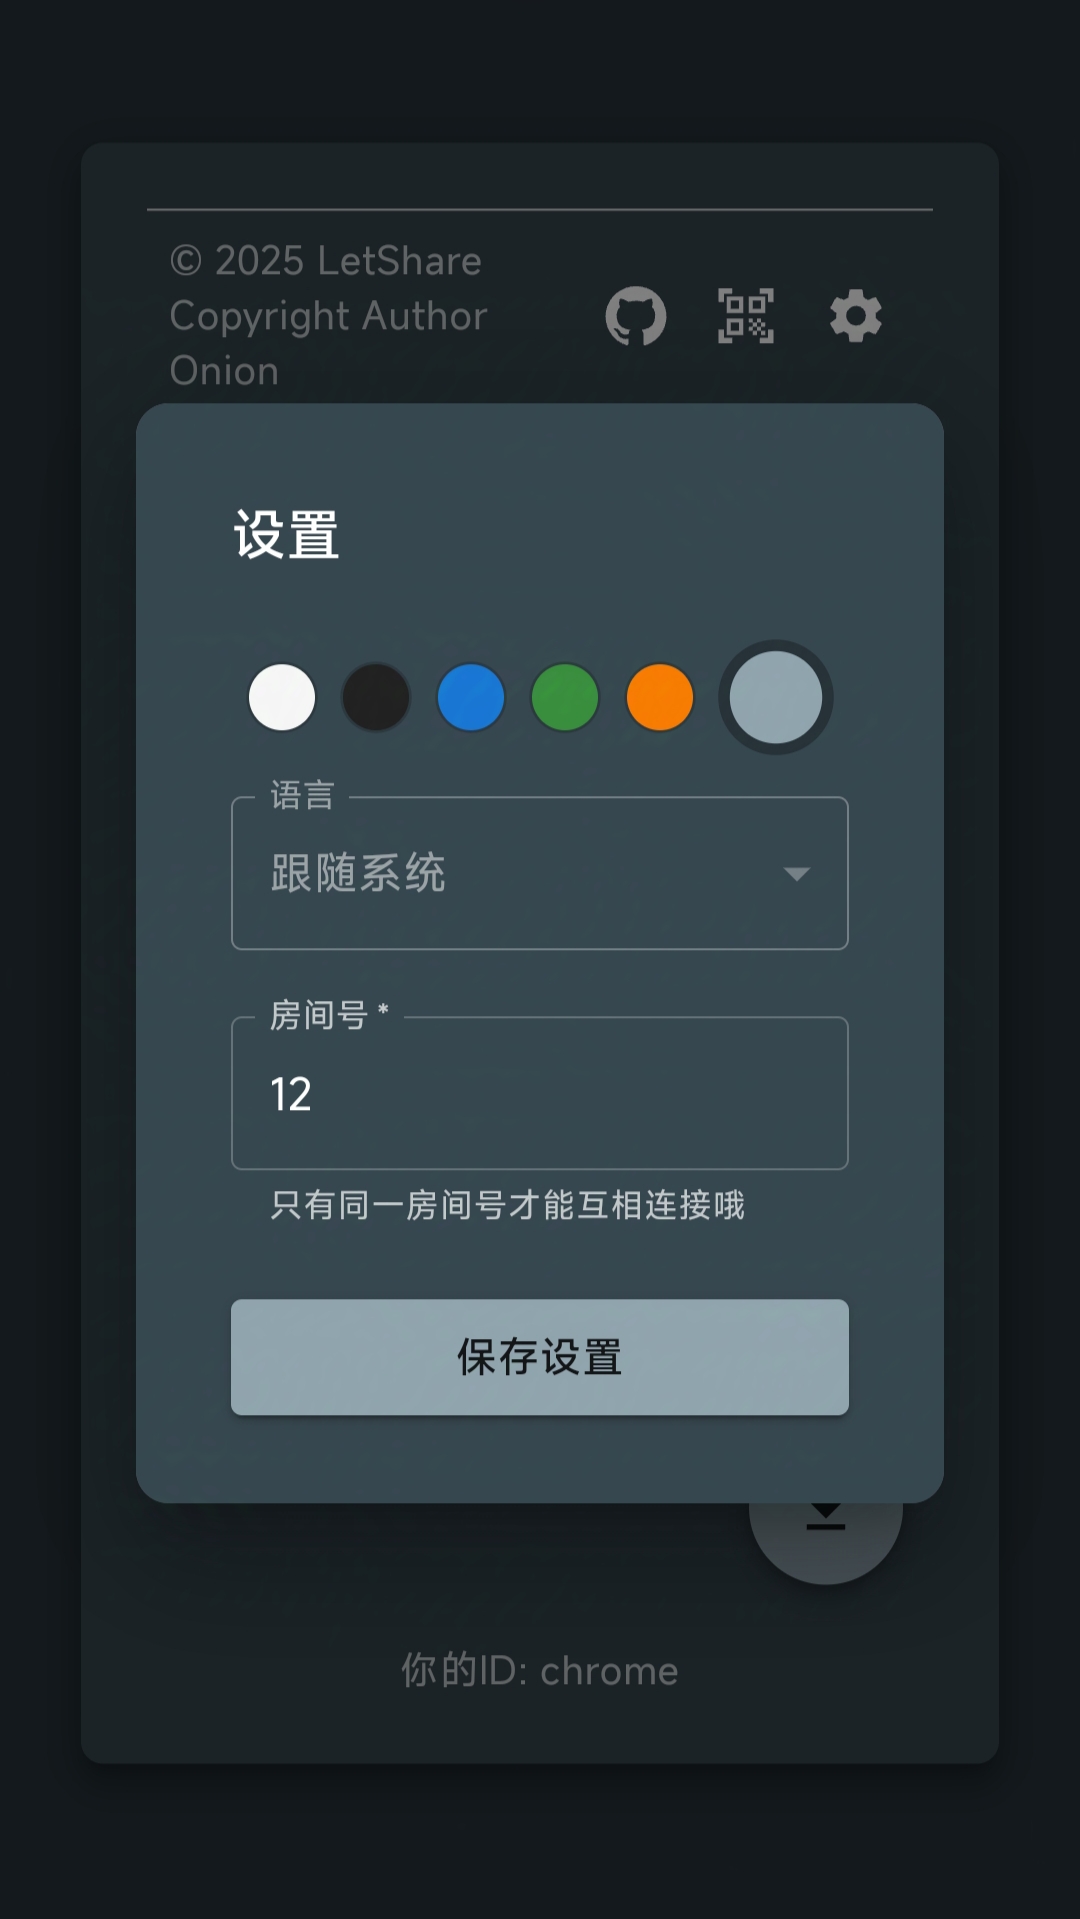 © 2025 LetShare
Copyright Author
Onion
设置
语言
跟随系统
房间号 *
12
只有同一房间号才能互相连接哦
保存设置
你的ID: chrome